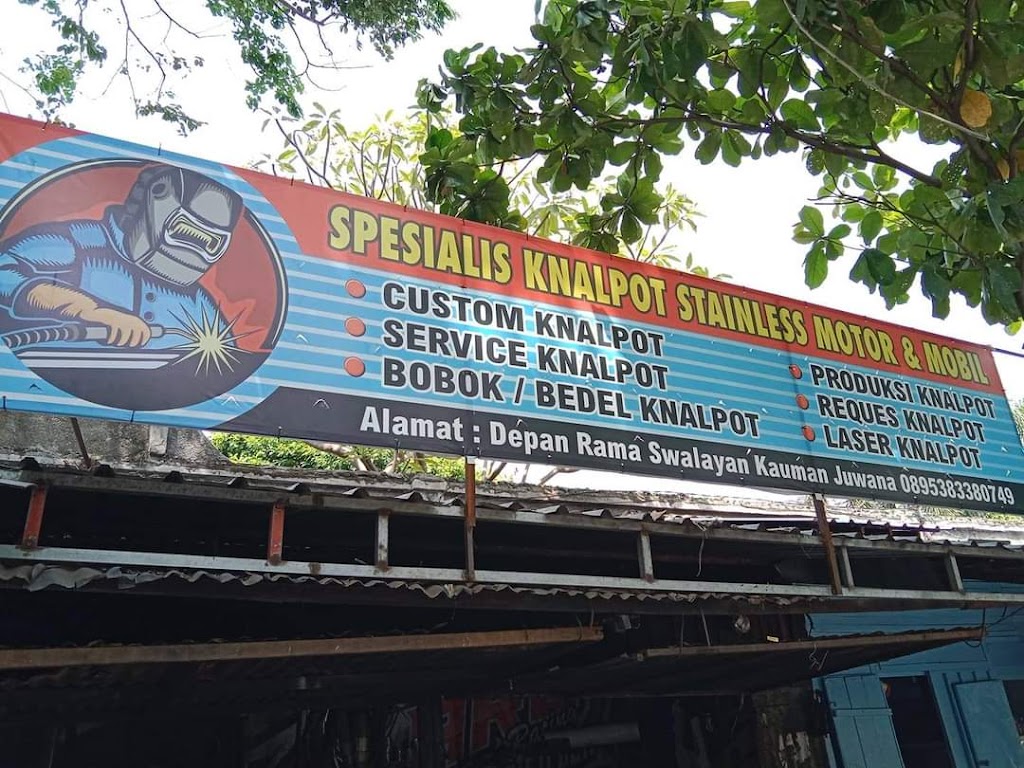 SPESIALIS KNALPOT STAINLESS MOTOR & MOBIL
CUSTOM KNALPOT
SERVICE KNALPOT
BOBOK / BEDEL KNALPOT
PRODUKSI KNALPOT
REQUES KNALPOT
LASER KNALPOT
Alamat : Depan Rama Swalayan Kauman Juwana 0895383380749